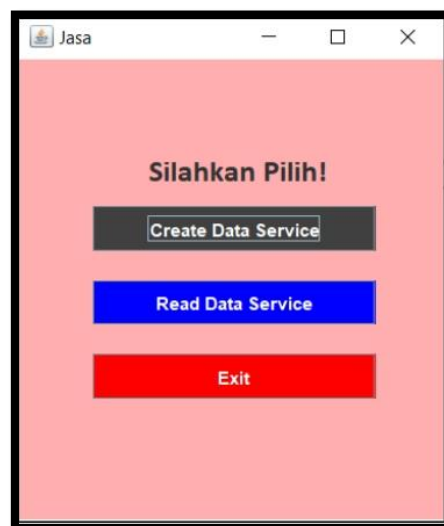 Jasa
Silahkan Pilih!
Create Data Service
Read Data Service
Exit